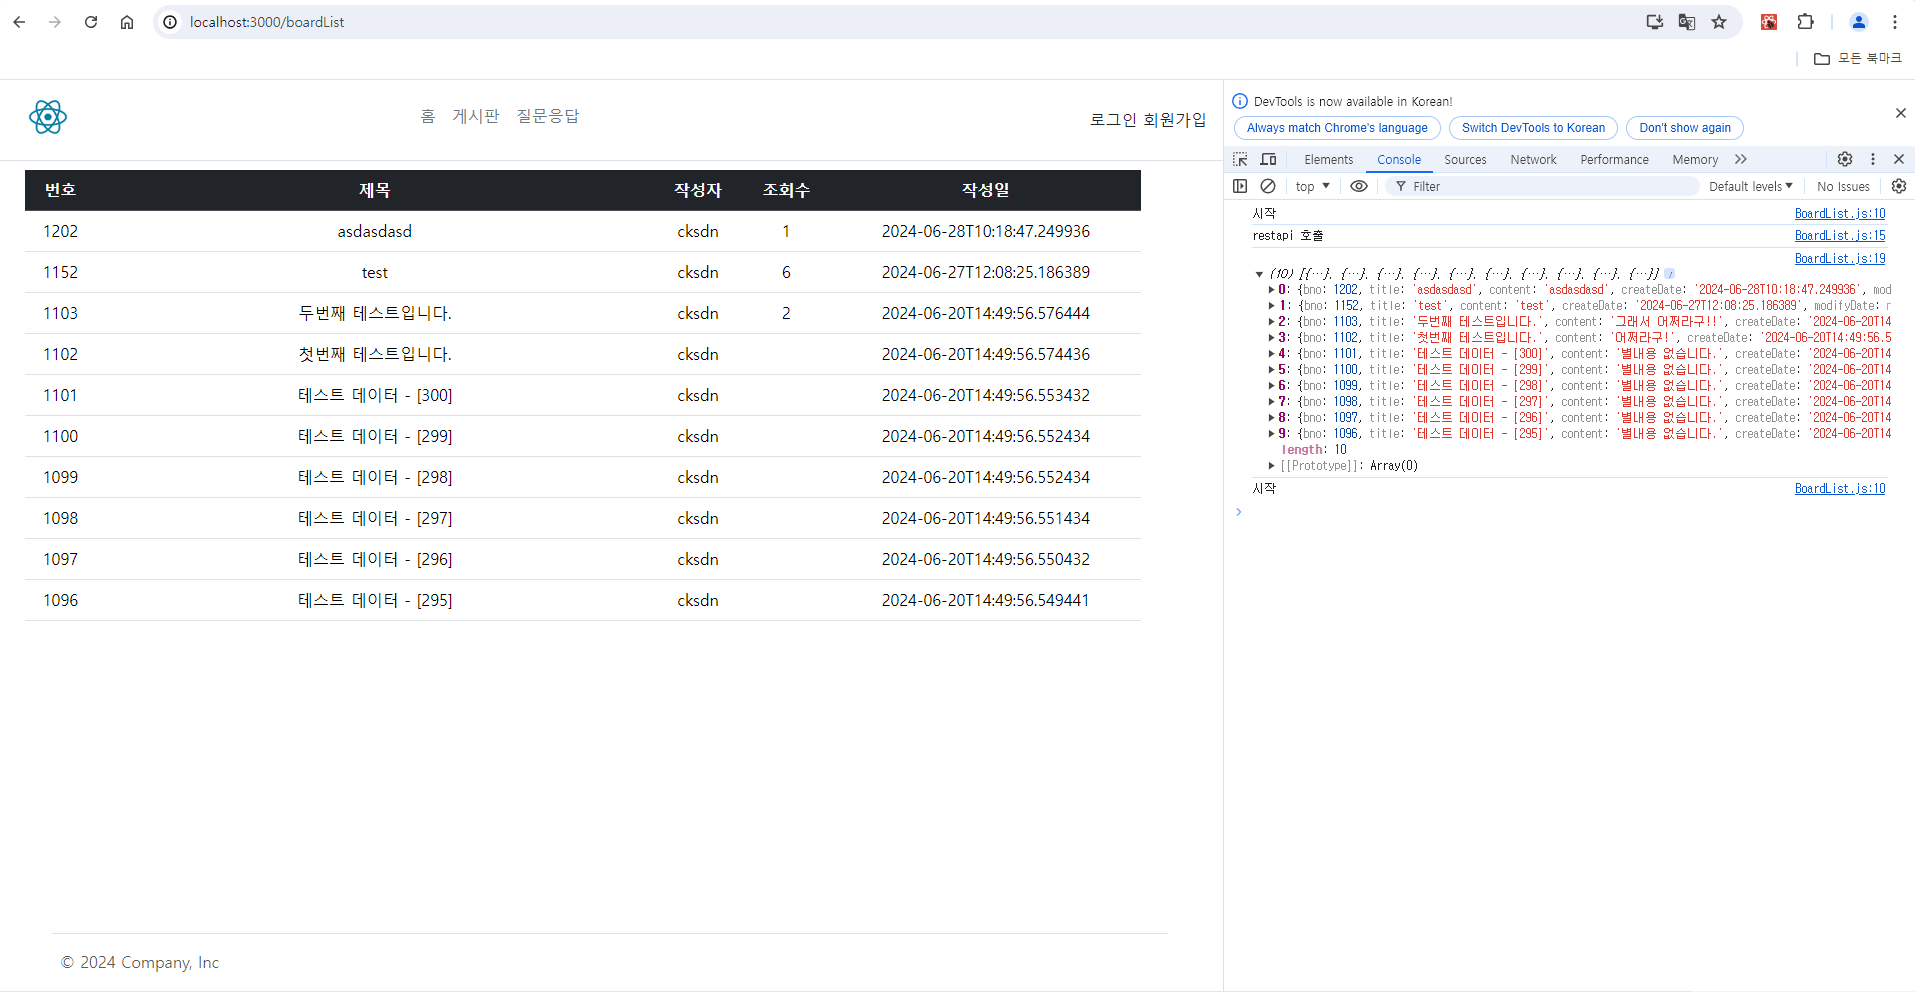 localhost:3000/boardList
모든 북마크
홈 게시판 질문응답
로그인 회원가입
번호 제목 작성자 조회수 작성일
1202 asdasdasd cksdn 1 2024-06-28T10:18:47.249936
1152 test cksdn 6 2024-06-27T12:08:25.186389
1103 두번째 테스트입니다. cksdn 2 2024-06-20T14:49:56.576444
1102 첫번째 테스트입니다. cksdn 2024-06-20T14:49:56.574436
1101 테스트 데이터 - [300] cksdn 2024-06-20T14:49:56.553432
1100 테스트 데이터 - [299] cksdn 2024-06-20T14:49:56.552434
1099 테스트 데이터 - [298] cksdn 2024-06-20T14:49:56.552434
1098 테스트 데이터 - [297] cksdn 2024-06-20T14:49:56.551434
1097 테스트 데이터 - [296] cksdn 2024-06-20T14:49:56.550432
1096 테스트 데이터 - [295] cksdn 2024-06-20T14:49:56.549441
© 2024 Company, Inc
DevTools is now available in Korean!
Always match Chrome's language Switch DevTools to Korean Don't show again
Elements Console Sources Network Performance Memory
top Filter Default levels No Issues
시작 BoardList.js:10
restapi 호출 BoardList.js:15
BoardList.js:19
(10) [{…}, {…}, {…}, {…}, {…}, {…}, {…}, {…}, {…}, {…}]
0: {bno: 1202, title: 'asdasdasd', content: 'asdasdasd', createDate: '2024-06-28T10:18:47.249936', mod
1: {bno: 1152, title: 'test', content: 'test', createDate: '2024-06-27T12:08:25.186389', modifyDate: r
2: {bno: 1103, title: '두번째 테스트입니다.', content: '그래서 어쩌라구!!', createDate: '2024-06-20T14
3: {bno: 1102, title: '첫번째 테스트입니다.', content: '어쩌라구!', createDate: '2024-06-20T14:49:56.5
4: {bno: 1101, title: '테스트 데이터 - [300]', content: '별내용 없습니다.', createDate: '2024-06-20T14
5: {bno: 1100, title: '테스트 데이터 - [299]', content: '별내용 없습니다.', createDate: '2024-06-20T14
6: {bno: 1099, title: '테스트 데이터 - [298]', content: '별내용 없습니다.', createDate: '2024-06-20T14
7: {bno: 1098, title: '테스트 데이터 - [297]', content: '별내용 없습니다.', createDate: '2024-06-20T14
8: {bno: 1097, title: '테스트 데이터 - [296]', content: '별내용 없습니다.', createDate: '2024-06-20T14
9: {bno: 1096, title: '테스트 데이터 - [295]', content: '별내용 없습니다.', createDate: '2024-06-20T14
length: 10
[[Prototype]]: Array(0)
시작 BoardList.js:10